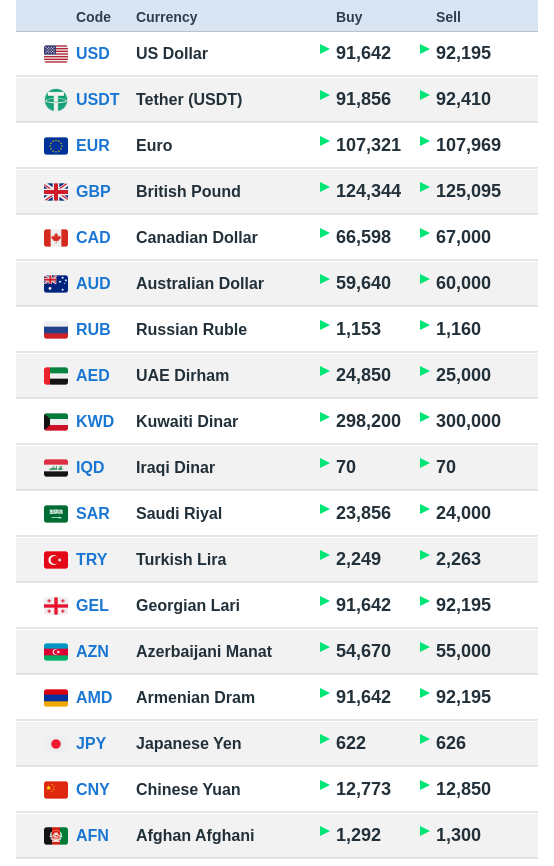 Code Currency Buy Sell
USD US Dollar 91,642 92,195
USDT Tether (USDT) 91,856 92,410
EUR Euro 107,321 107,969
GBP British Pound 124,344 125,095
CAD Canadian Dollar 66,598 67,000
AUD Australian Dollar 59,640 60,000
RUB Russian Ruble 1,153 1,160
AED UAE Dirham 24,850 25,000
KWD Kuwaiti Dinar 298,200 300,000
IQD Iraqi Dinar 70 70
SAR Saudi Riyal 23,856 24,000
TRY Turkish Lira 2,249 2,263
GEL Georgian Lari 91,642 92,195
AZN Azerbaijani Manat 54,670 55,000
AMD Armenian Dram 91,642 92,195
JPY Japanese Yen 622 626
CNY Chinese Yuan 12,773 12,850
AFN Afghan Afghani 1,292 1,300